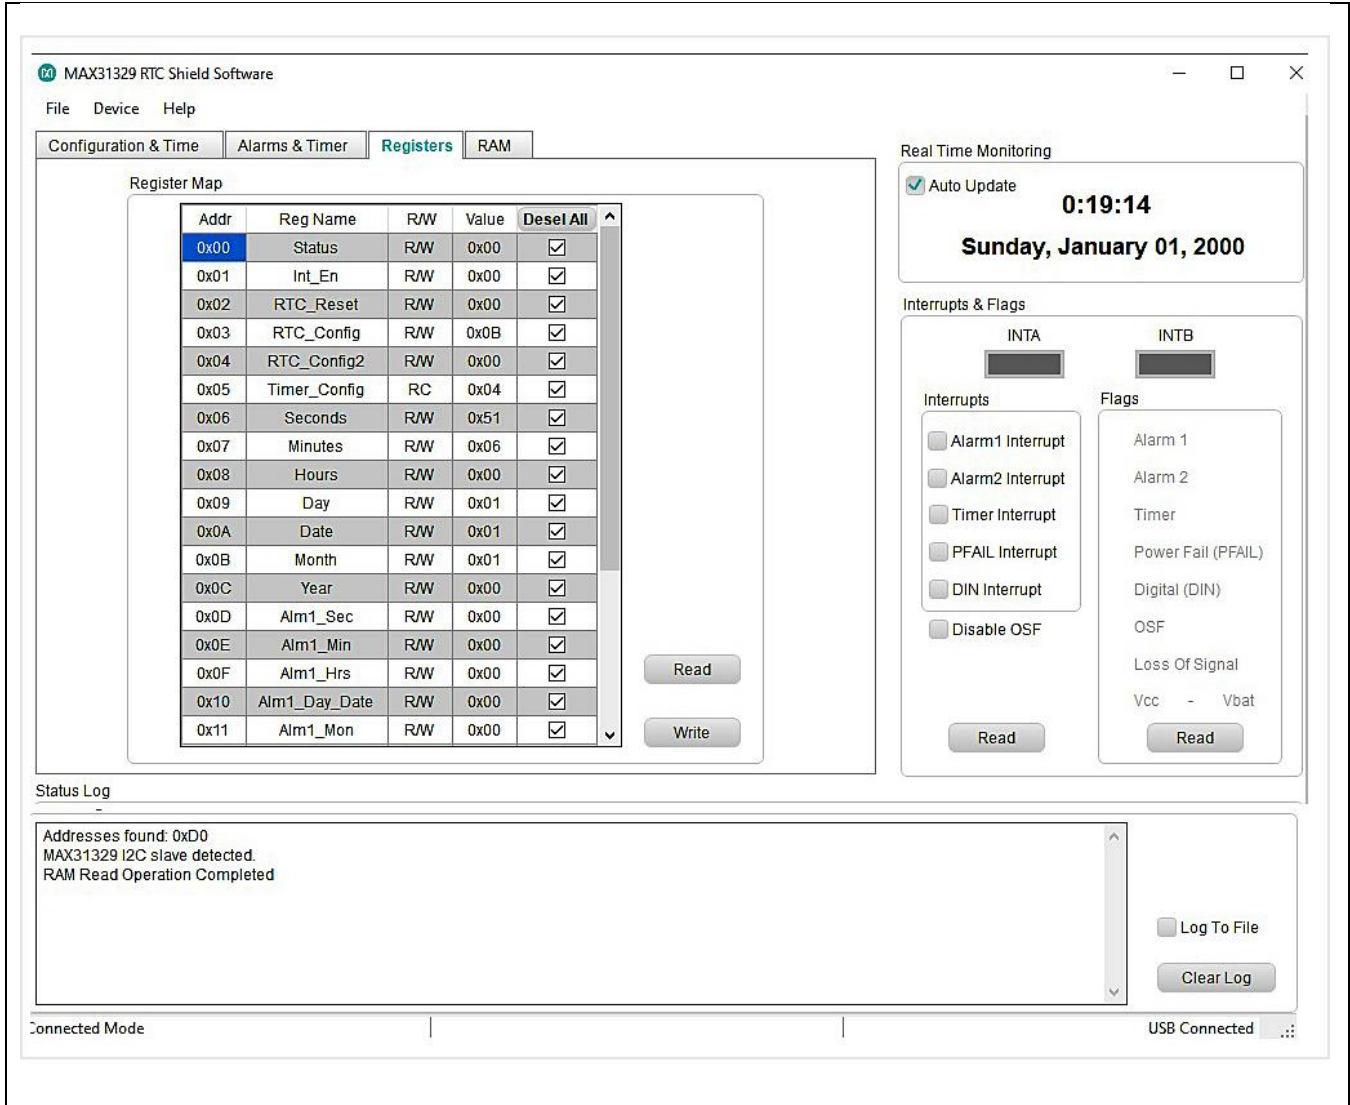 MAX31329 RTC Shield Software
File Device Help
Configuration & Time Alarms & Timer Registers RAM
Register Map
Addr Reg Name R/W Value Desel All
0x00 Status R/W 0x00
0x01 Int_En R/W 0x00
0x02 RTC_Reset R/W 0x00
0x03 RTC_Config R/W 0x0B
0x04 RTC_Config2 R/W 0x00
0x05 Timer_Config RC 0x04
0x06 Seconds R/W 0x51
0x07 Minutes R/W 0x06
0x08 Hours R/W 0x00
0x09 Day R/W 0x01
0x0A Date R/W 0x01
0x0B Month R/W 0x01
0x0C Year R/W 0x00
0x0D Alm1_Sec R/W 0x00
0x0E Alm1_Min R/W 0x00
0x0F Alm1_Hrs R/W 0x00
0x10 Alm1_Day_Date R/W 0x00
0x11 Alm1_Mon R/W 0x00
Read
Write
Real Time Monitoring
Auto Update
0:19:14
Sunday, January 01, 2000
Interrupts & Flags
INTA INTB
Interrupts
Alarm1 Interrupt
Alarm2 Interrupt
Timer Interrupt
PFAIL Interrupt
DIN Interrupt
Disable OSF
Read
Flags
Alarm 1
Alarm 2
Timer
Power Fail (PFAIL)
Digital (DIN)
OSF
Loss Of Signal
Vcc - Vbat
Read
Status Log
Addresses found: 0xD0
MAX31329 I2C slave detected.
RAM Read Operation Completed
Log To File
Clear Log
Connected Mode
USB Connected